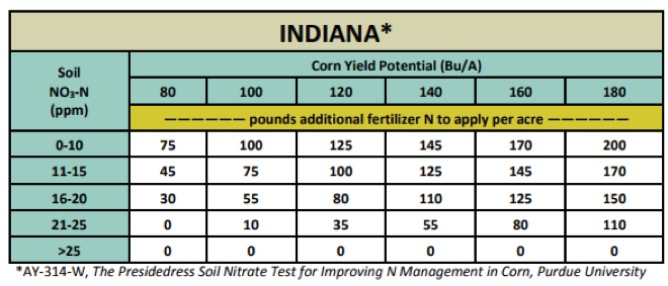 INDIANA*
Soil NO₃-N (ppm) Corn Yield Potential (Bu/A)
80 100 120 140 160 180
—————— pounds additional fertilizer N to apply per acre ——————
0-10 75 100 125 145 170 200
11-15 45 75 100 125 145 170
16-20 30 55 80 110 125 150
21-25 0 10 35 55 80 110
>25 0 0 0 0 0 0
*AY-314-W, The Presidedress Soil Nitrate Test for Improving N Management in Corn, Purdue University